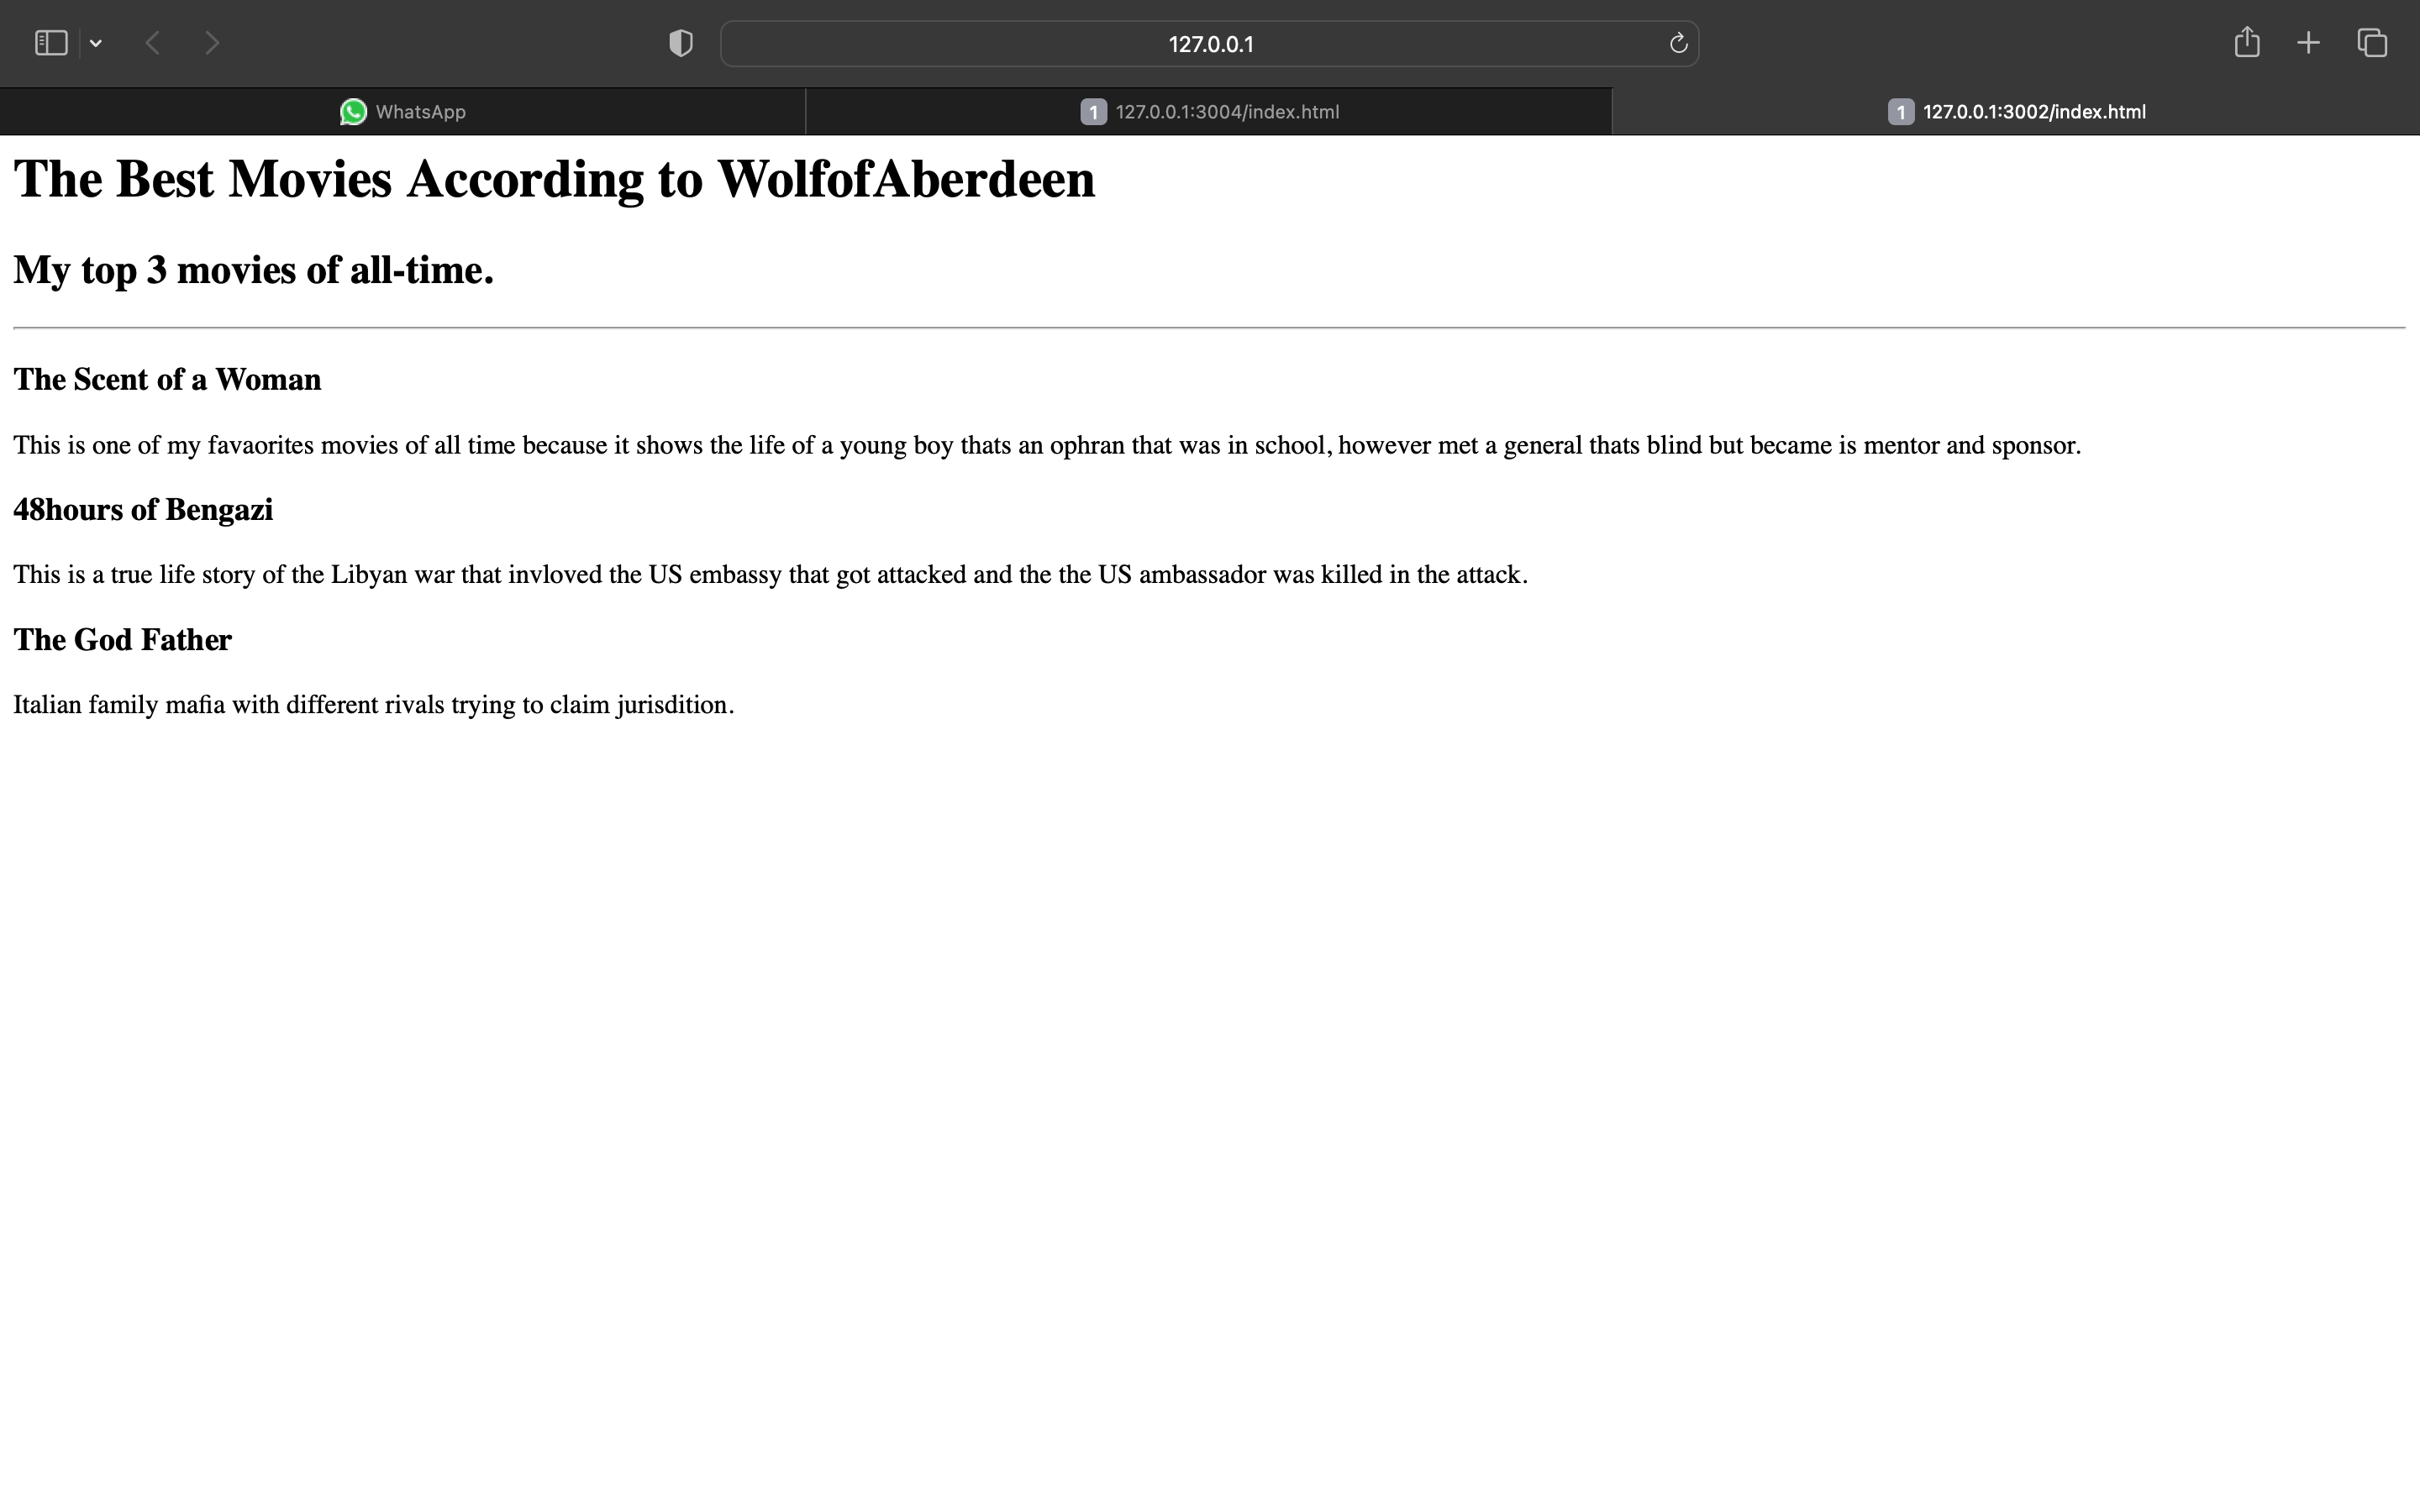 127.0.0.1
WhatsApp
1 127.0.0.1:3004/index.html
1 127.0.0.1:3002/index.html
The Best Movies According to WolfofAberdeen
My top 3 movies of all-time.
The Scent of a Woman
This is one of my favaorites movies of all time because it shows the life of a young boy thats an ophran that was in school, however met a general thats blind but became is mentor and sponsor.
48hours of Bengazi
This is a true life story of the Libyan war that invloved the US embassy that got attacked and the the US ambassador was killed in the attack.
The God Father
Italian family mafia with different rivals trying to claim jurisdition.